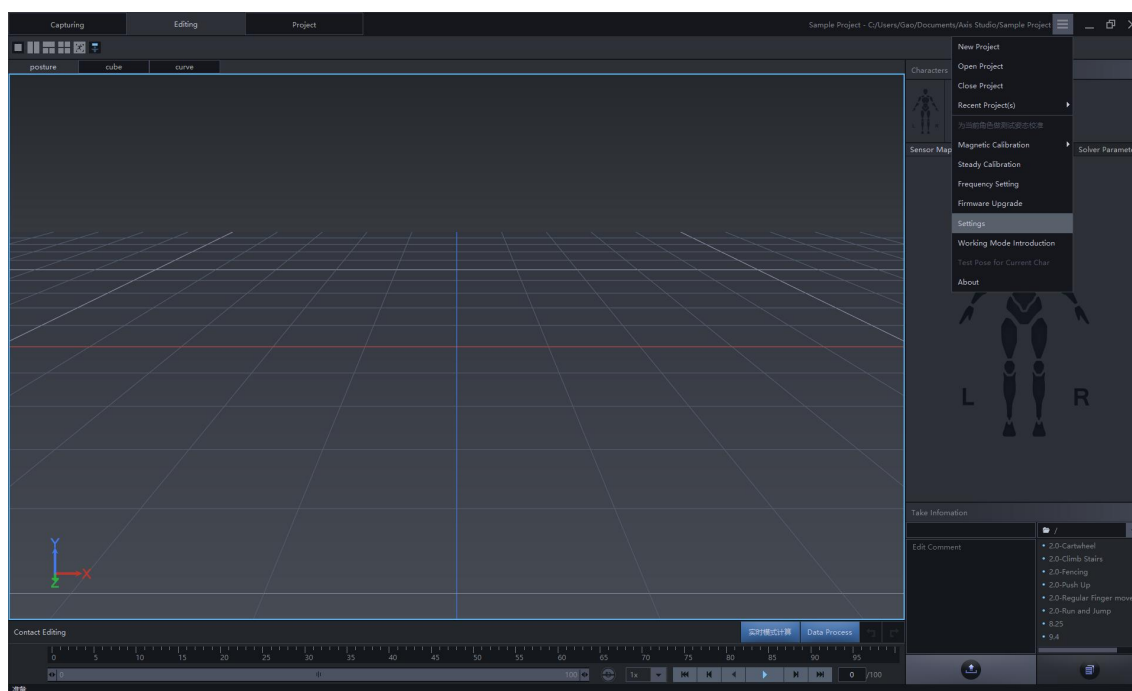 Capturing
Editing
Project
Sample Project - C:/Users/Gao/Documents/Axis Studio/Sample Project
posture
cube
curve
New Project
Open Project
Close Project
Recent Project(s)
为当前角色做测试姿态校准
Magnetic Calibration
Steady Calibration
Frequency Setting
Firmware Upgrade
Settings
Working Mode Introduction
Test Pose for Current Char
About
Characters
Sensor Map
Solver Paramet
L R
Y
X
Z
Take Infomation
/
Edit Comment
2.0-Cartwheel
2.0-Climb Stairs
2.0-Fencing
2.0-Push Up
2.0-Regular Finger move
2.0-Run and Jump
8.25
9.4
Contact Editing
实时模式计算
Data Process
0 5 10 15 20 25 30 35 40 45 50 55 60 65 70 75 80 85 90 95
0
100
1x
0 /100
准备